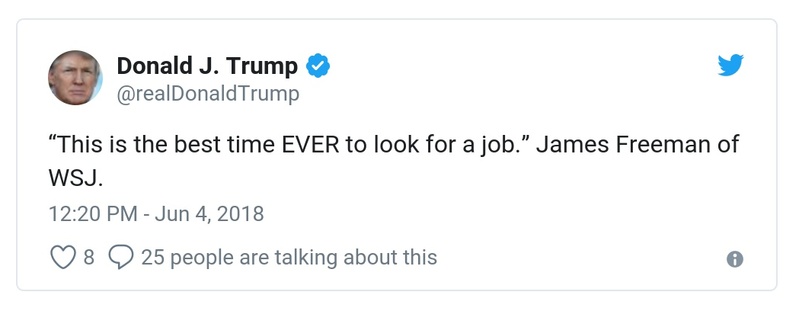 Donald J. Trump
@realDonaldTrump
“This is the best time EVER to look for a job.” James Freeman of
WSJ.
12:20 PM - Jun 4, 2018
8 25 people are talking about this